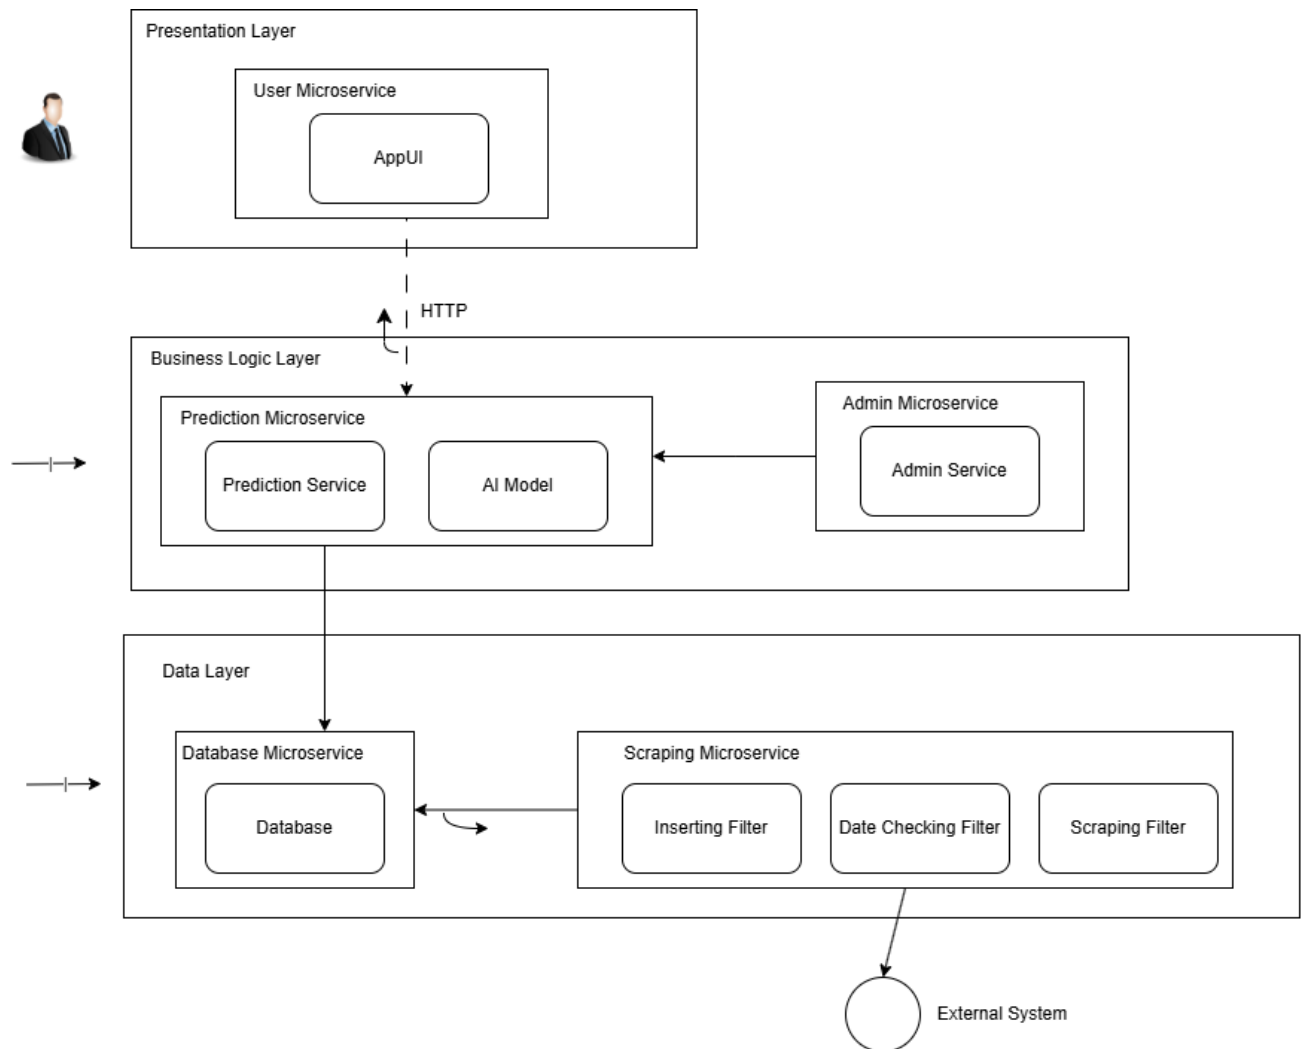 Presentation Layer
User Microservice
AppUI
HTTP
Business Logic Layer
Prediction Microservice
Prediction Service
AI Model
Admin Microservice
Admin Service
Data Layer
Database Microservice
Database
Scraping Microservice
Inserting Filter
Date Checking Filter
Scraping Filter
External System